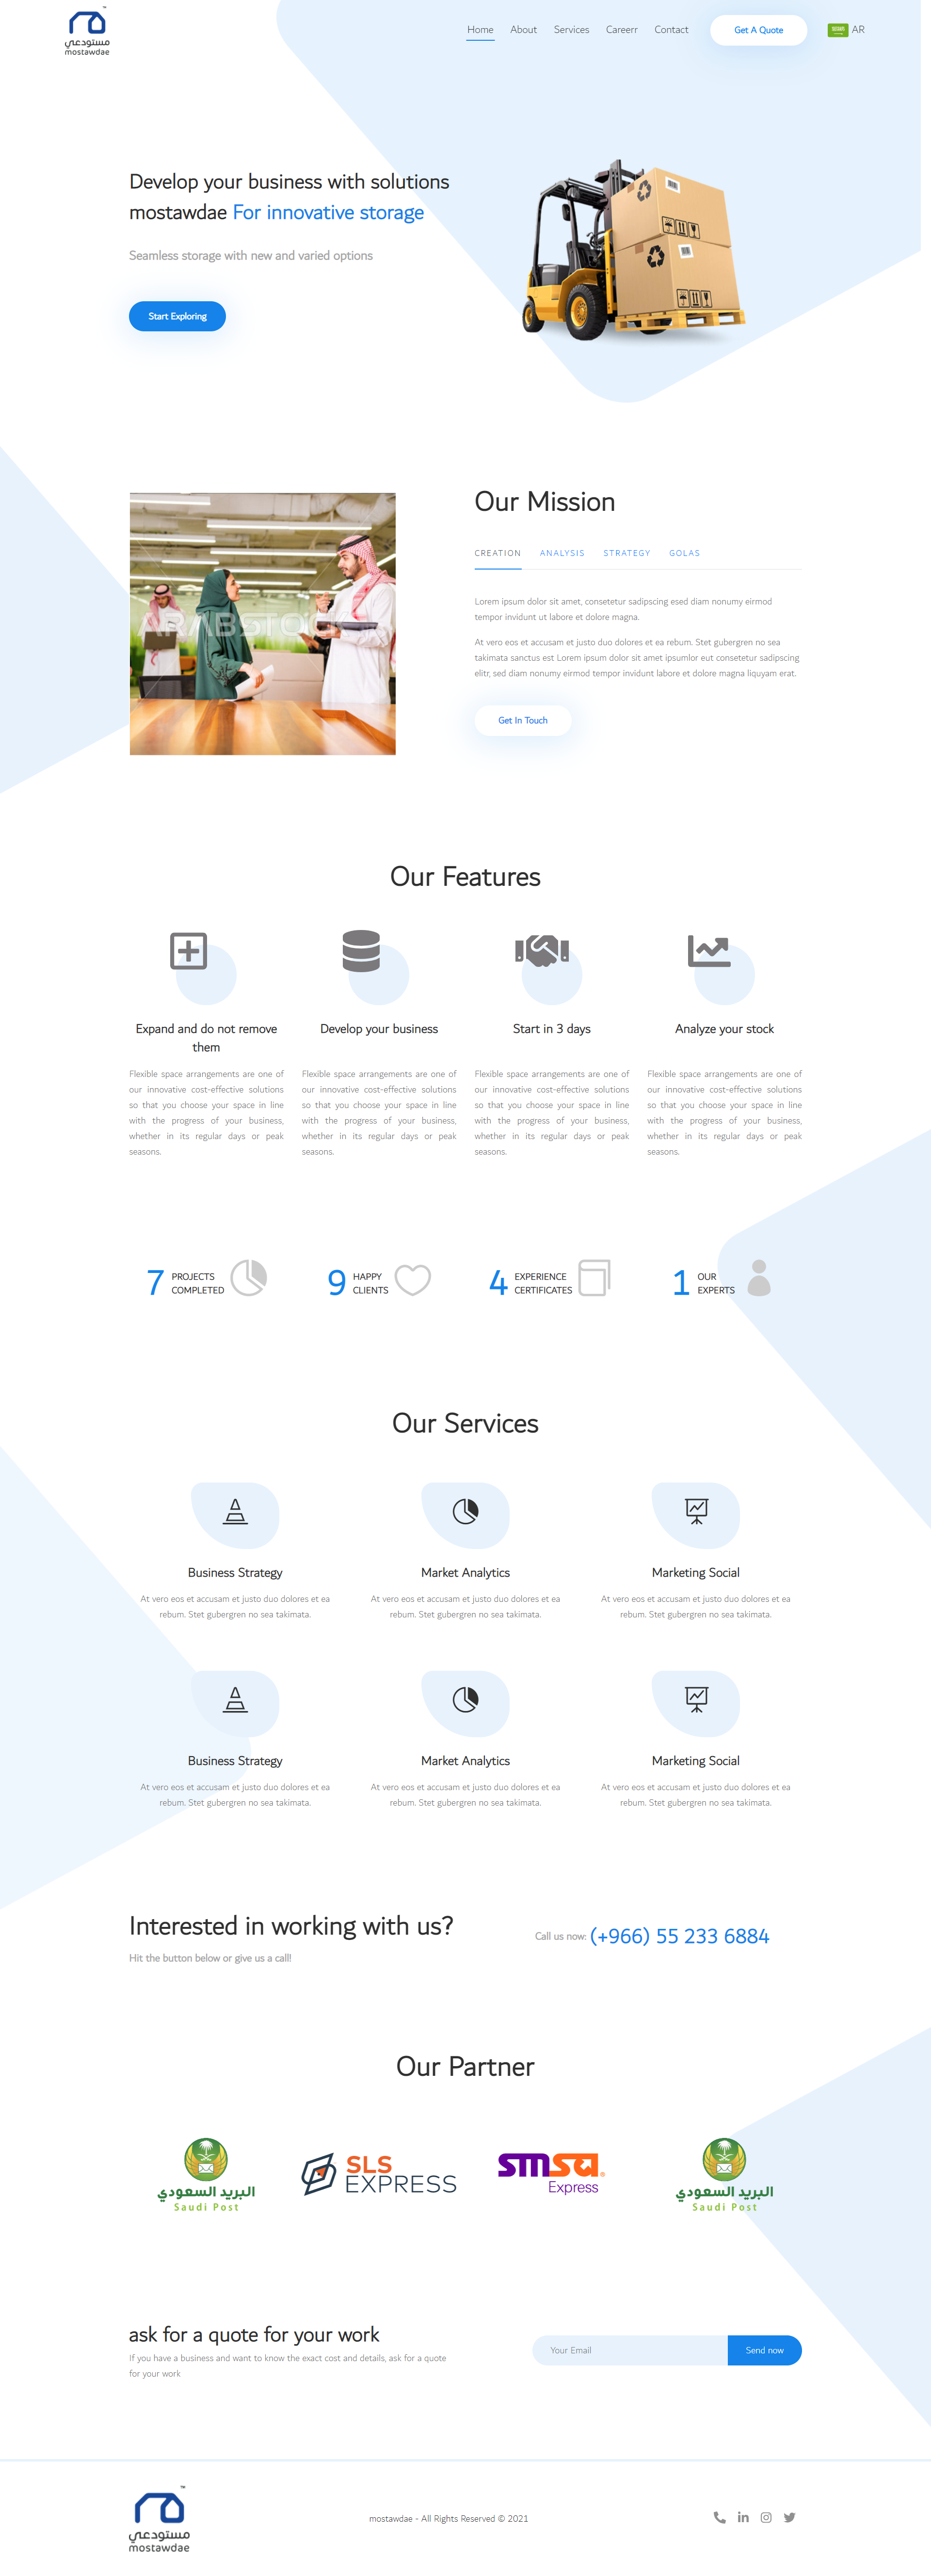 مستودعي
mostawdae
Home About Services Careerr Contact Get A Quote AR
Develop your business with solutions
mostawdae For innovative storage
Seamless storage with new and varied options
Start Exploring
Our Mission
CREATION ANALYSIS STRATEGY GOLAS
ARABSTOCK
Lorem ipsum dolor sit amet, consetetur sadipscing esed diam nonumy eirmod
tempor invidunt ut labore et dolore magna.
At vero eos et accusam et justo duo dolores et ea rebum. Stet gubergren no sea
takimata sanctus est Lorem ipsum dolor sit amet ipsumlor eut consetetur sadipscing
elitr, sed diam nonumy eirmod tempor invidunt labore et dolore magna liquyam erat.
Get In Touch
Our Features
Expand and do not remove
them
Flexible space arrangements are one of
our innovative cost-effective solutions
so that you choose your space in line
with the progress of your business,
whether in its regular days or peak
seasons.
Develop your business
Flexible space arrangements are one of
our innovative cost-effective solutions
so that you choose your space in line
with the progress of your business,
whether in its regular days or peak
seasons.
Start in 3 days
Flexible space arrangements are one of
our innovative cost-effective solutions
so that you choose your space in line
with the progress of your business,
whether in its regular days or peak
seasons.
Analyze your stock
Flexible space arrangements are one of
our innovative cost-effective solutions
so that you choose your space in line
with the progress of your business,
whether in its regular days or peak
seasons.
7 PROJECTS
COMPLETED
9 HAPPY
CLIENTS
4 EXPERIENCE
CERTIFICATES
1 OUR
EXPERTS
Our Services
Business Strategy
At vero eos et accusam et justo duo dolores et ea
rebum. Stet gubergren no sea takimata.
Market Analytics
At vero eos et accusam et justo duo dolores et ea
rebum. Stet gubergren no sea takimata.
Marketing Social
At vero eos et accusam et justo duo dolores et ea
rebum. Stet gubergren no sea takimata.
Business Strategy
At vero eos et accusam et justo duo dolores et ea
rebum. Stet gubergren no sea takimata.
Market Analytics
At vero eos et accusam et justo duo dolores et ea
rebum. Stet gubergren no sea takimata.
Marketing Social
At vero eos et accusam et justo duo dolores et ea
rebum. Stet gubergren no sea takimata.
Interested in working with us?
Hit the button below or give us a call!
Call us now: (+966) 55 233 6884
Our Partner
البريد السعودي
Saudi Post
SLS
EXPRESS
smsa®
Express
البريد السعودي
Saudi Post
ask for a quote for your work
If you have a business and want to know the exact cost and details, ask for a quote
for your work
Your Email Send now
™
مستودعي
mostawdae
mostawdae - All Rights Reserved © 2021